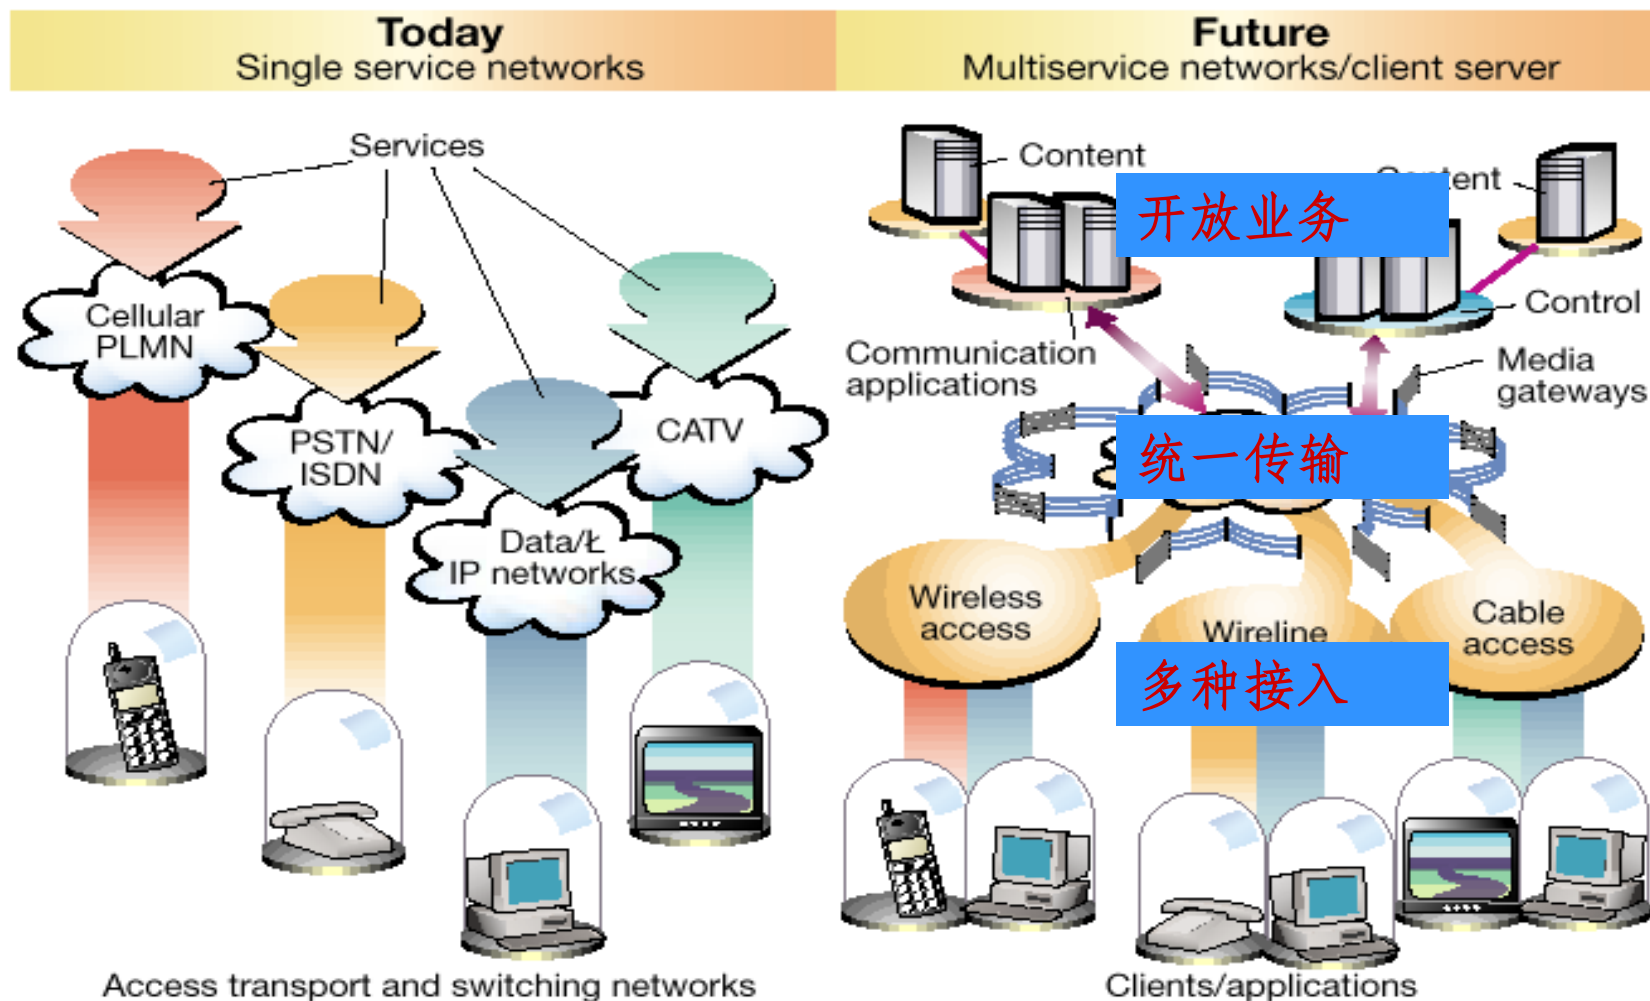 Today
Single service networks
Services
Cellular
PLMN
PSTN/
ISDN
Data/Ł
IP networks
CATV
Access transport and switching networks
Future
Multiservice networks/client server
Content
Content
开放业务
Control
Communication
applications
Media
gateways
统一传输
Wireless
access
Wireline
多种接入
Cable
access
Clients/applications